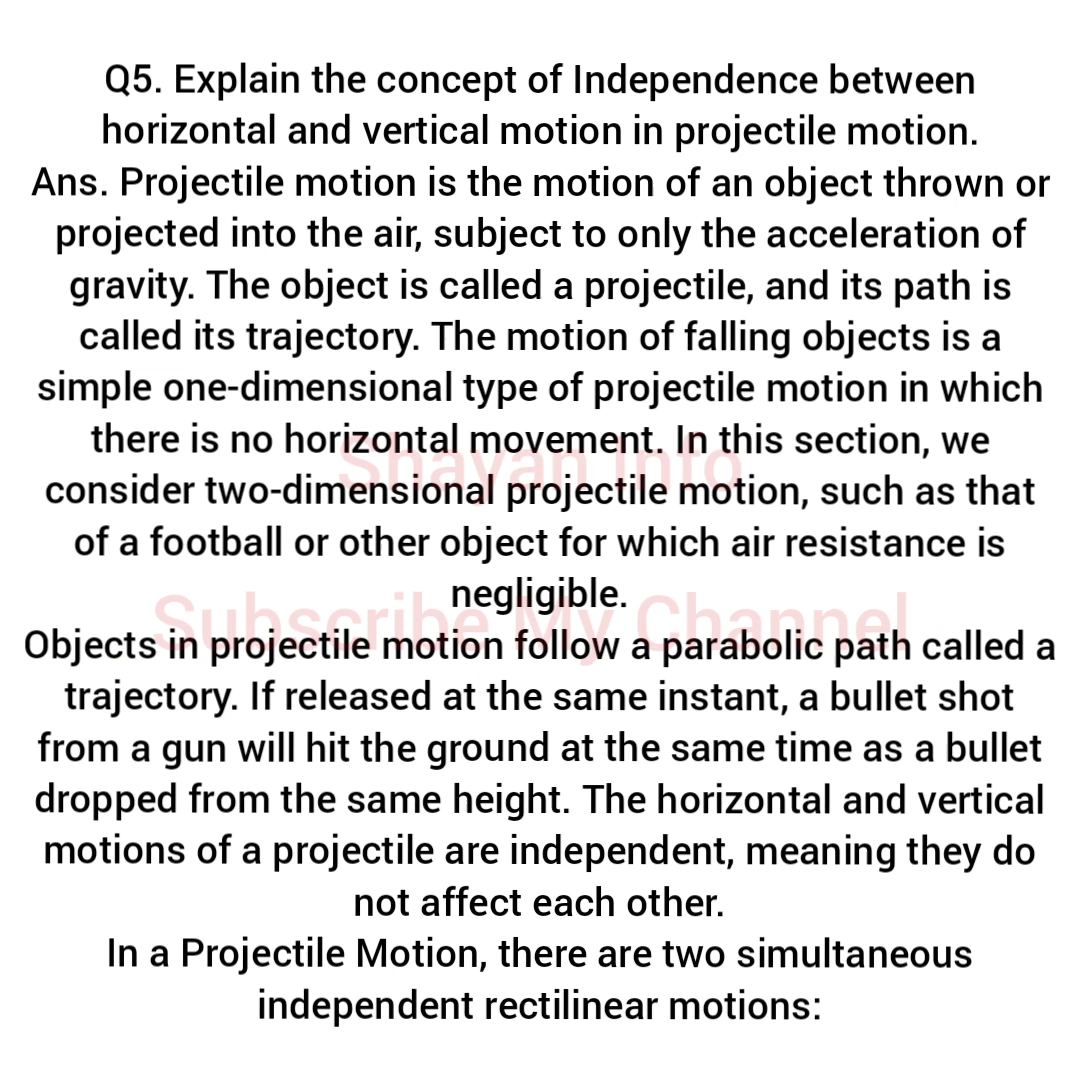 Q5. Explain the concept of Independence between
horizontal and vertical motion in projectile motion.
Ans. Projectile motion is the motion of an object thrown or
projected into the air, subject to only the acceleration of
gravity. The object is called a projectile, and its path is
called its trajectory. The motion of falling objects is a
simple one-dimensional type of projectile motion in which
there is no horizontal movement. In this section, we
Shayan Info
consider two-dimensional projectile motion, such as that
of a football or other object for which air resistance is
negligible.
Subscribe My Channel
Objects in projectile motion follow a parabolic path called a
trajectory. If released at the same instant, a bullet shot
from a gun will hit the ground at the same time as a bullet
dropped from the same height. The horizontal and vertical
motions of a projectile are independent, meaning they do
not affect each other.
In a Projectile Motion, there are two simultaneous
independent rectilinear motions: